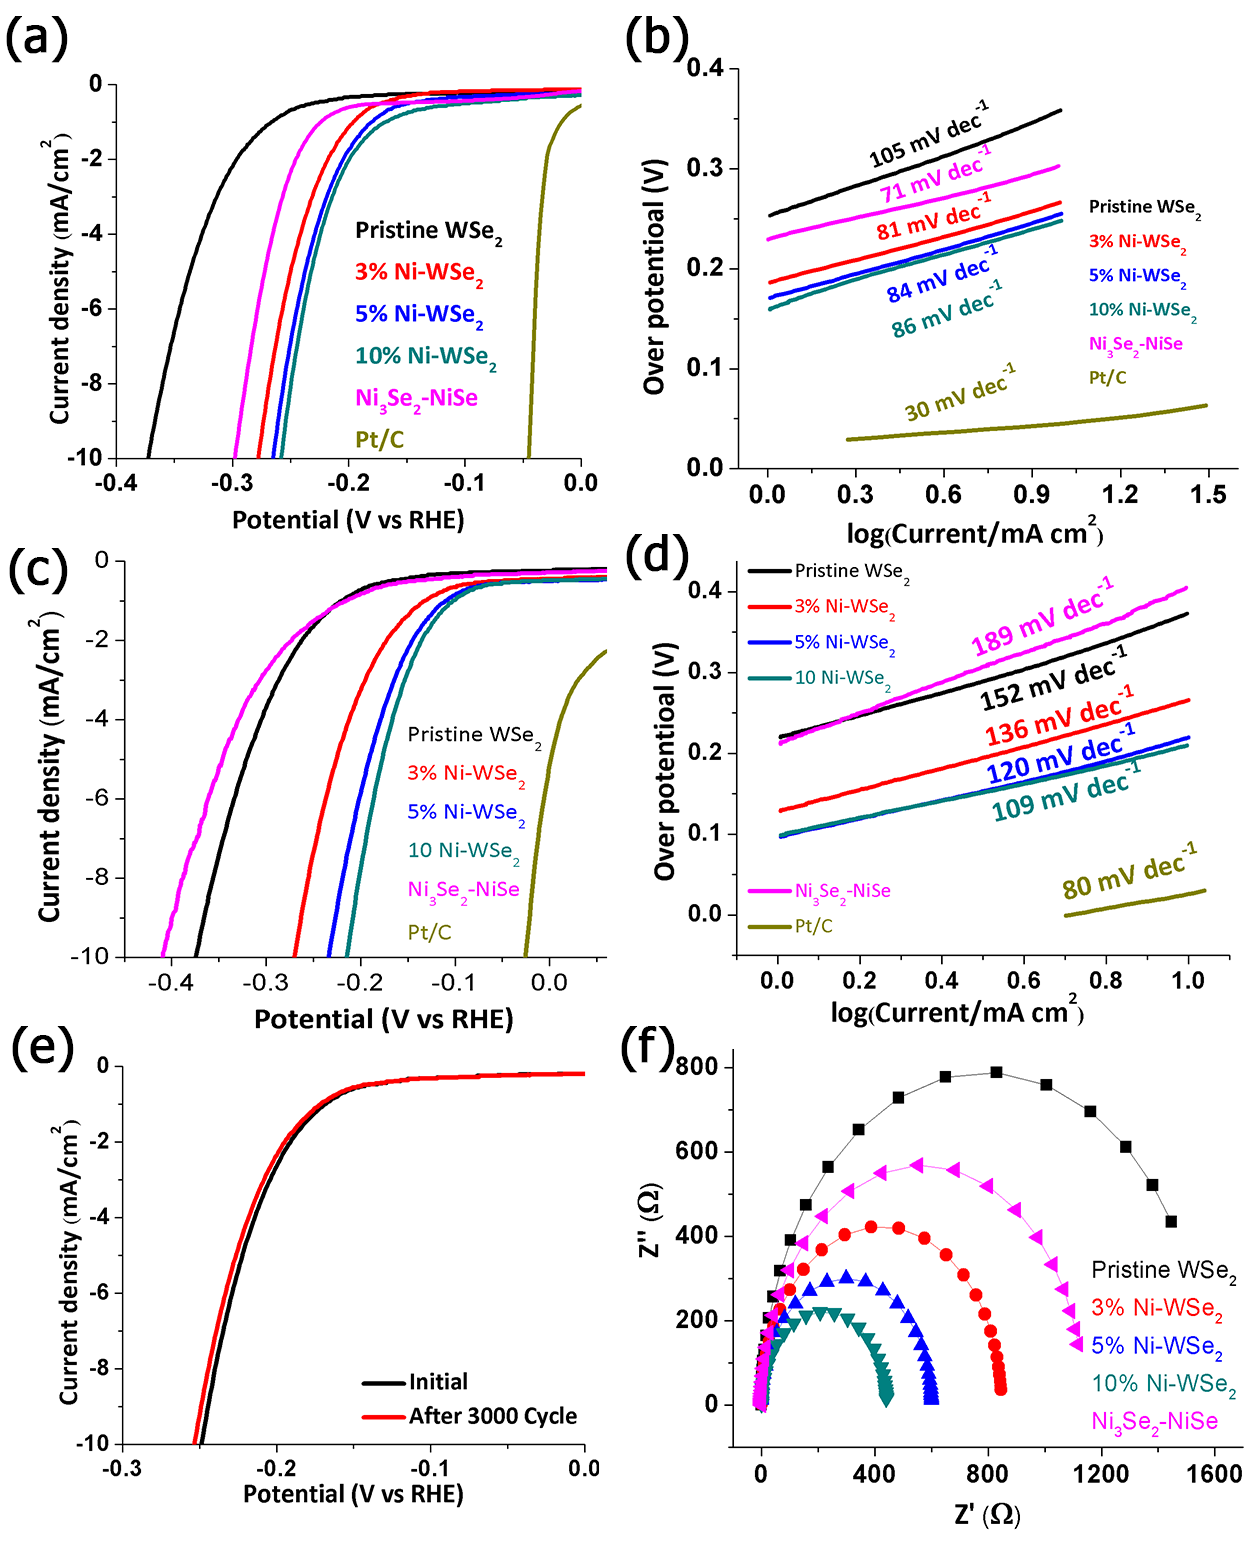 (a)
0
-2
-4
-6
-8
-10
-0.4
-0.3
-0.2
-0.1
0.0
Current density (mA/cm²)
Potential (V vs RHE)
Pristine WSe₂
3% Ni-WSe₂
5% Ni-WSe₂
10% Ni-WSe₂
Ni₃Se₂-NiSe
Pt/C
(b)
0.4
0.3
0.2
0.1
0.0
0.0
0.3
0.6
0.9
1.2
1.5
Over potentioal (V)
log(Current/mA cm²)
105 mV dec⁻¹
71 mV dec⁻¹
81 mV dec⁻¹
84 mV dec⁻¹
86 mV dec⁻¹
30 mV dec⁻¹
Pristine WSe₂
3% Ni-WSe₂
5% Ni-WSe₂
10% Ni-WSe₂
Ni₃Se₂-NiSe
Pt/C
(c)
0
-2
-4
-6
-8
-10
-0.4
-0.3
-0.2
-0.1
0.0
Current density (mA/cm²)
Potential (V vs RHE)
Pristine WSe₂
3% Ni-WSe₂
5% Ni-WSe₂
10 Ni-WSe₂
Ni₃Se₂-NiSe
Pt/C
(d)
0.4
0.3
0.2
0.1
0.0
0.0
0.2
0.4
0.6
0.8
1.0
Over potentioal (V)
log(Current/mA cm²)
Pristine WSe₂
3% Ni-WSe₂
5% Ni-WSe₂
10 Ni-WSe₂
189 mV dec⁻¹
152 mV dec⁻¹
136 mV dec⁻¹
120 mV dec⁻¹
109 mV dec⁻¹
80 mV dec⁻¹
Ni₃Se₂-NiSe
Pt/C
(e)
0
-2
-4
-6
-8
-10
-0.3
-0.2
-0.1
0.0
Current density (mA/cm²)
Potential (V vs RHE)
Initial
After 3000 Cycle
(f)
800
600
400
200
0
0
400
800
1200
1600
Z'' (Ω)
Z' (Ω)
Pristine WSe₂
3% Ni-WSe₂
5% Ni-WSe₂
10% Ni-WSe₂
Ni₃Se₂-NiSe